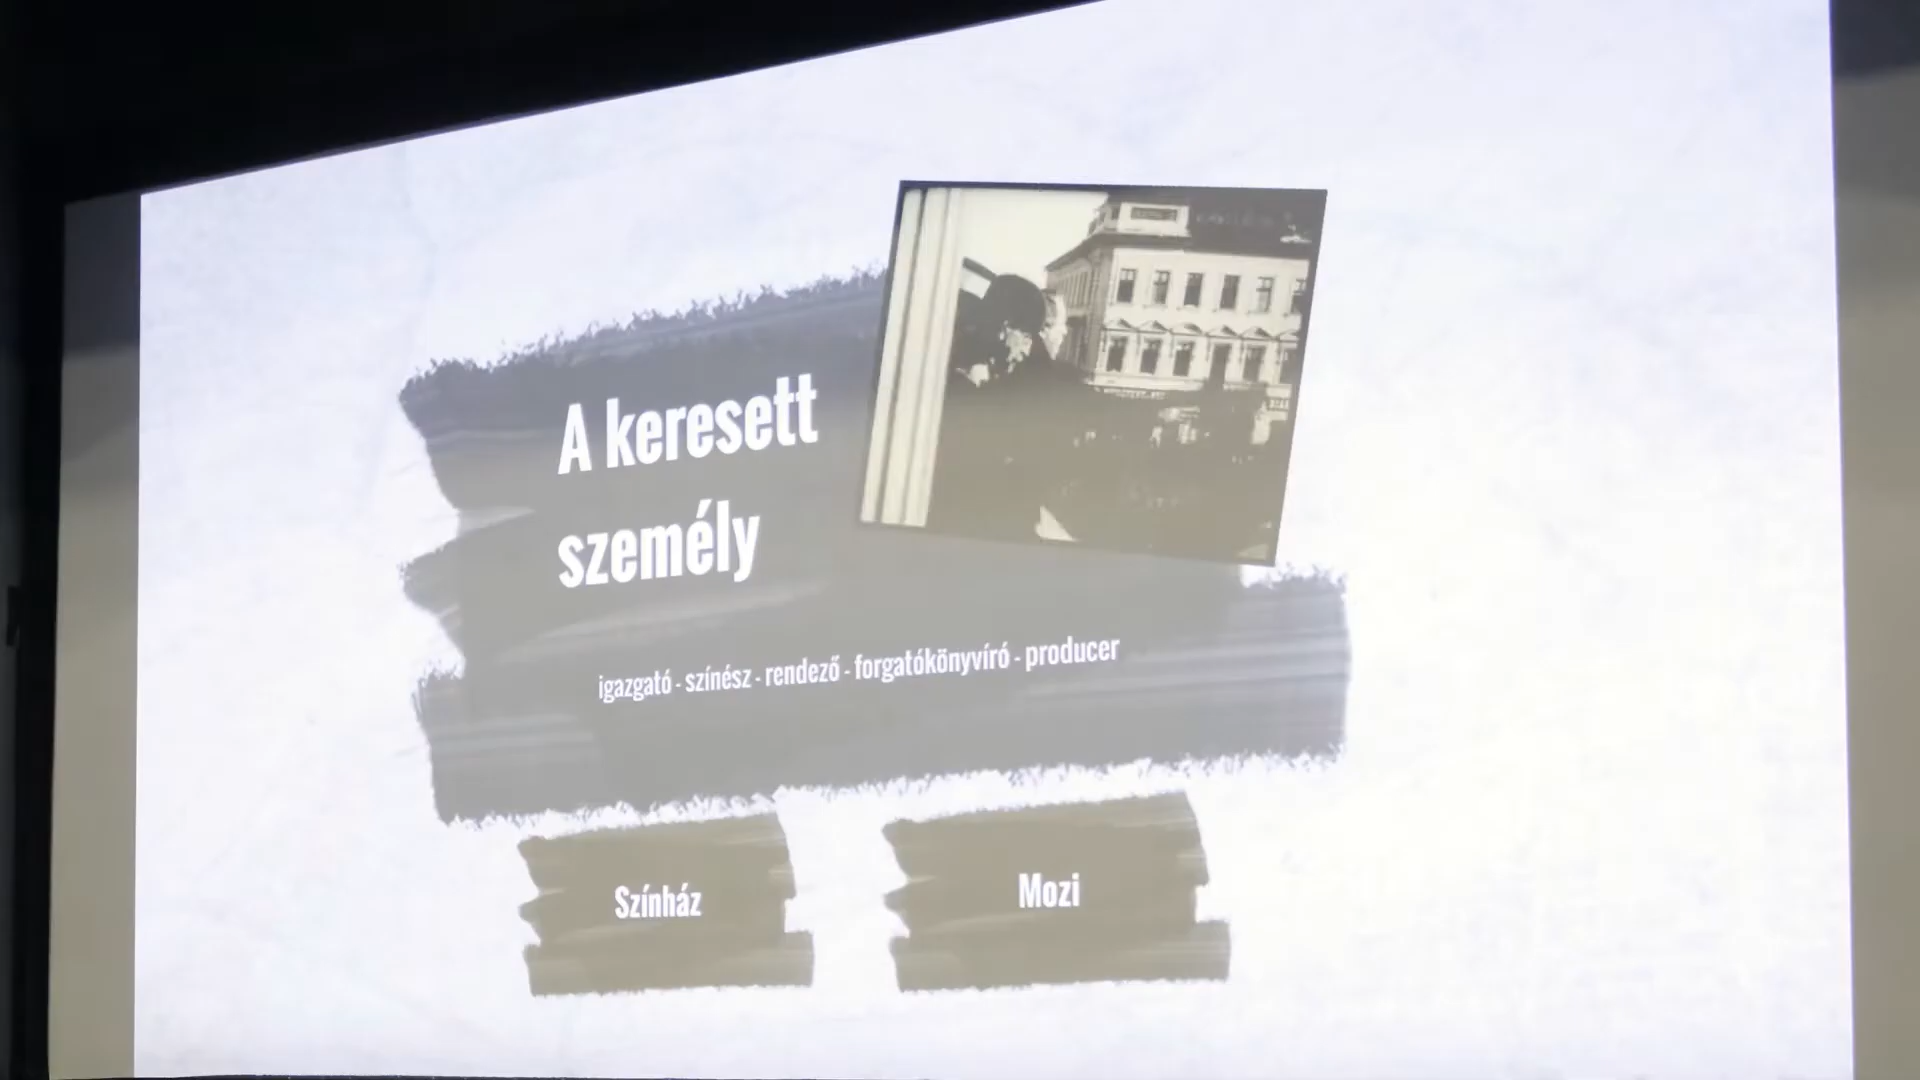 A keresett
személy
igazgató - színész - rendező - forgatókönyvíró - producer
Színház
Mozi